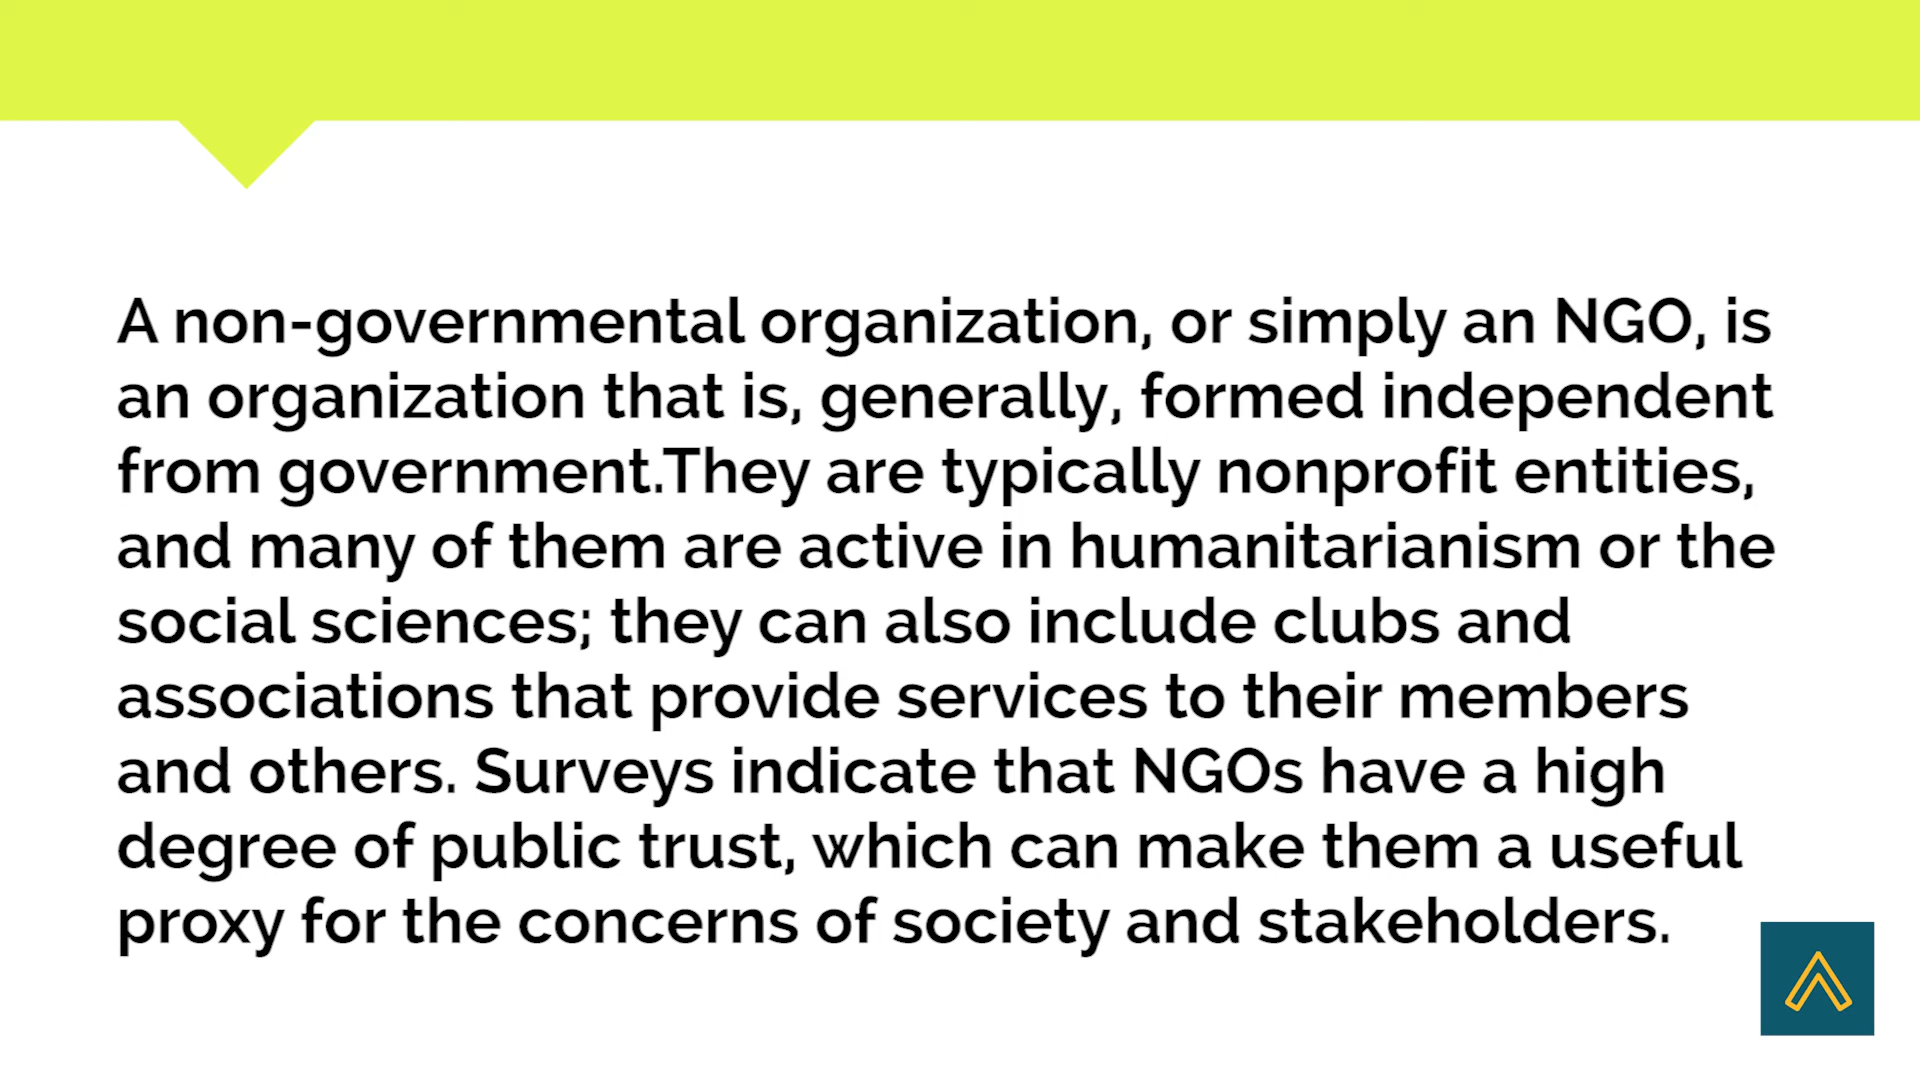 A non-governmental organization, or simply an NGO, is
an organization that is, generally, formed independent
from government.They are typically nonprofit entities,
and many of them are active in humanitarianism or the
social sciences; they can also include clubs and
associations that provide services to their members
and others. Surveys indicate that NGOs have a high
degree of public trust, which can make them a useful
proxy for the concerns of society and stakeholders.